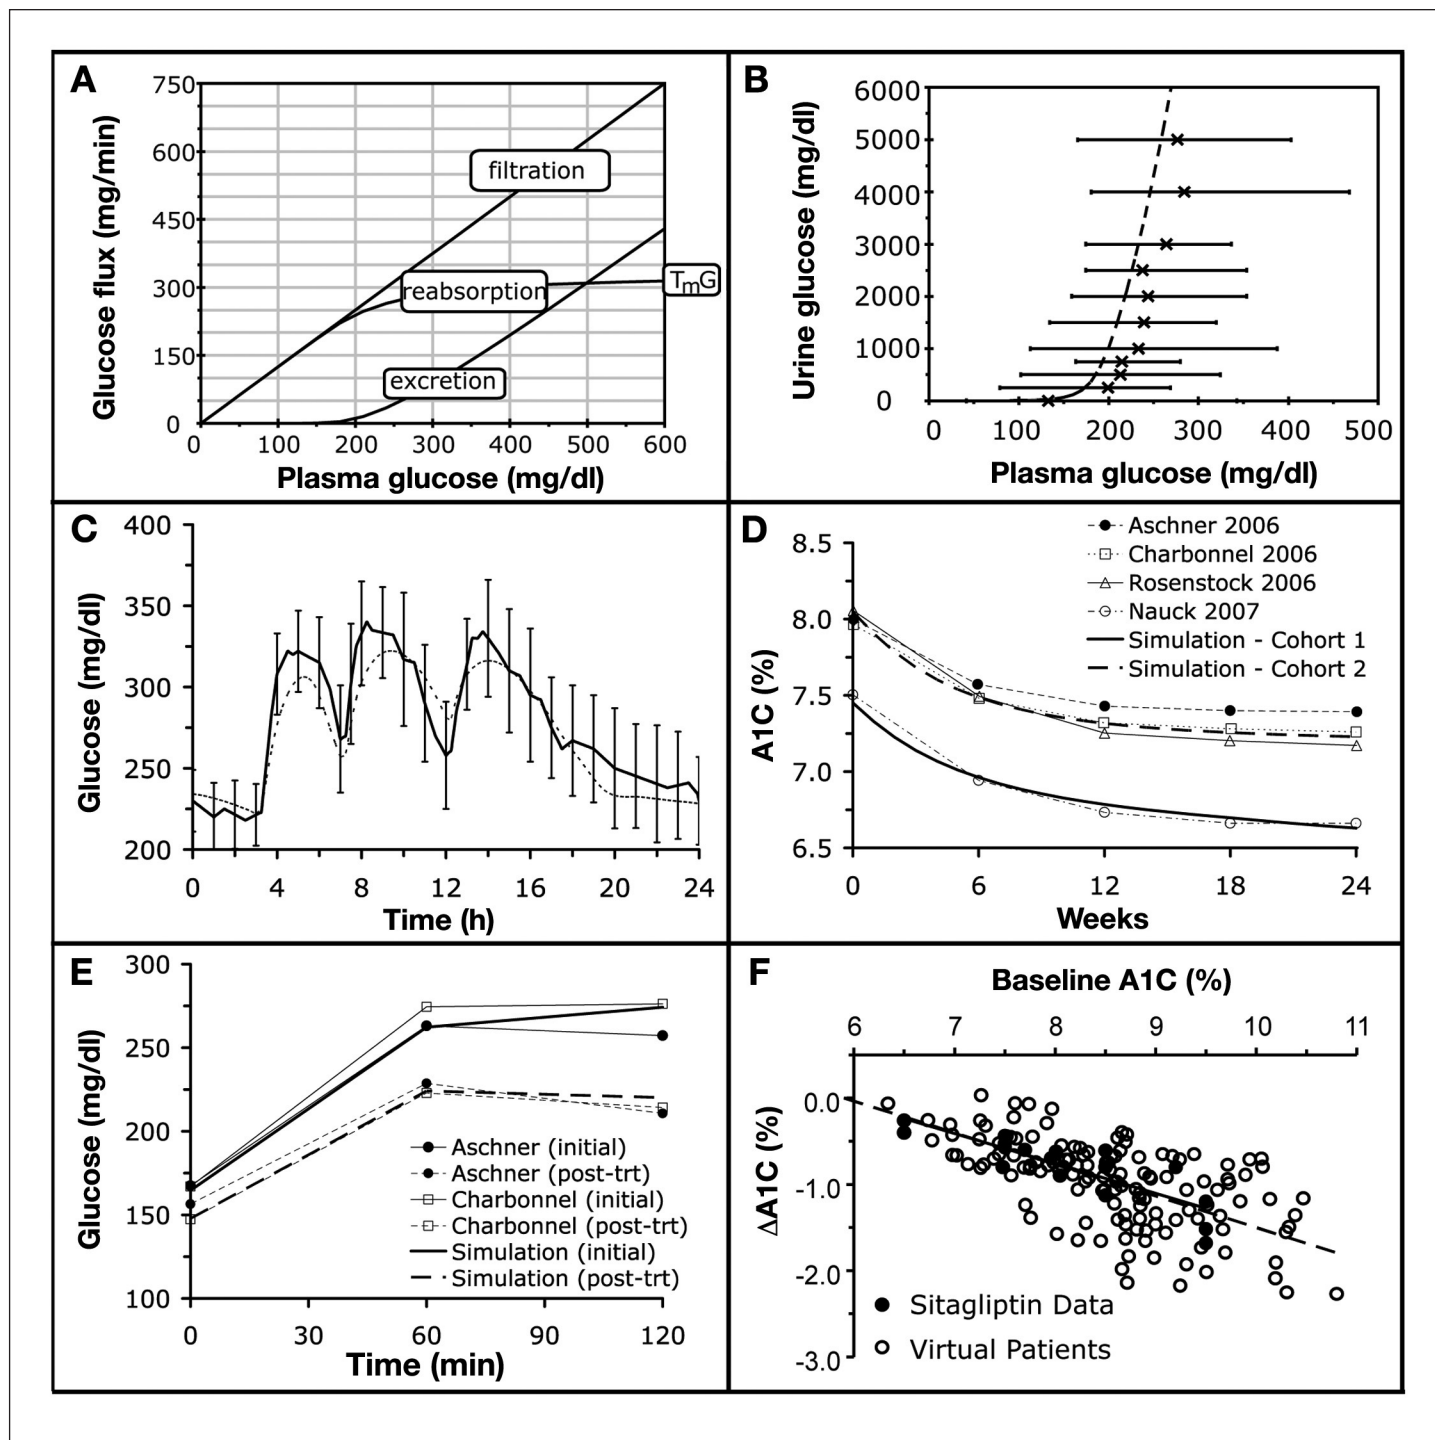 A
Glucose flux (mg/min)
750
600
450
300
150
0
filtration
reabsorption
TmG
excretion
0 100 200 300 400 500 600
Plasma glucose (mg/dl)
B
Urine glucose (mg/dl)
6000
5000
4000
3000
2000
1000
0
0 100 200 300 400 500
Plasma glucose (mg/dl)
C
Glucose (mg/dl)
400
350
300
250
200
0 4 8 12 16 20 24
Time (h)
D
A1C (%)
8.5
8.0
7.5
7.0
6.5
Aschner 2006
Charbonnel 2006
Rosenstock 2006
Nauck 2007
Simulation - Cohort 1
Simulation - Cohort 2
0 6 12 18 24
Weeks
E
Glucose (mg/dl)
300
250
200
150
100
Aschner (initial)
Aschner (post-trt)
Charbonnel (initial)
Charbonnel (post-trt)
Simulation (initial)
Simulation (post-trt)
0 30 60 90 120
Time (min)
F
Baseline A1C (%)
6 7 8 9 10 11
ΔA1C (%)
0.0
-1.0
-2.0
-3.0
Sitagliptin Data
Virtual Patients